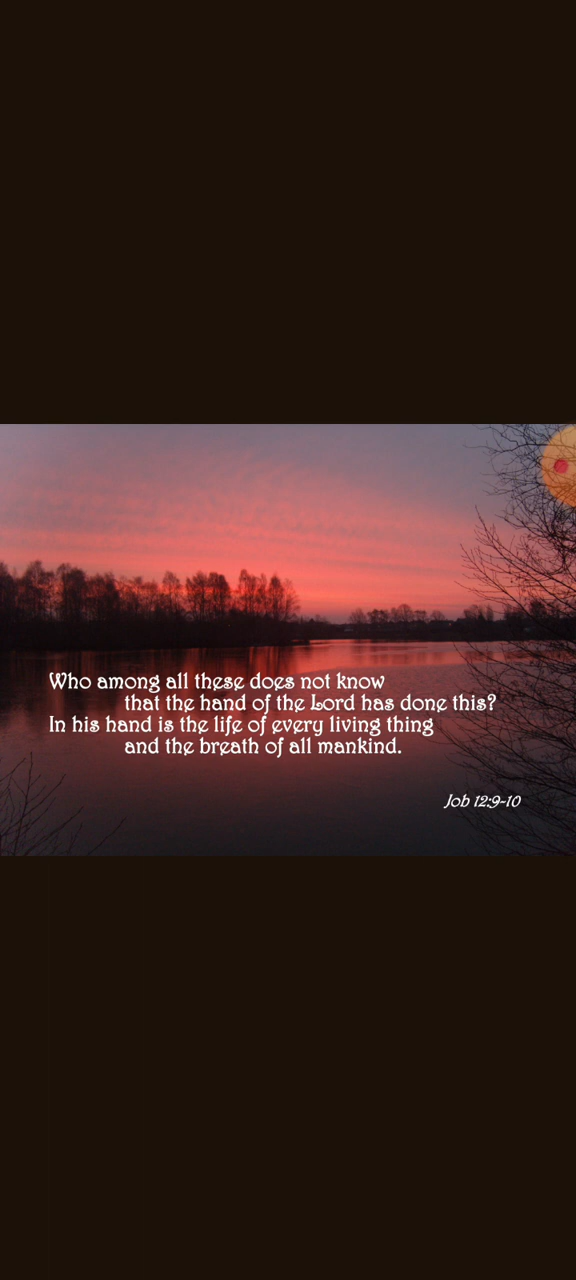 Who among all these does not know
that the hand of the Lord has done this?
In his hand is the life of every living thing
and the breath of all mankind.
Job 12:9-10